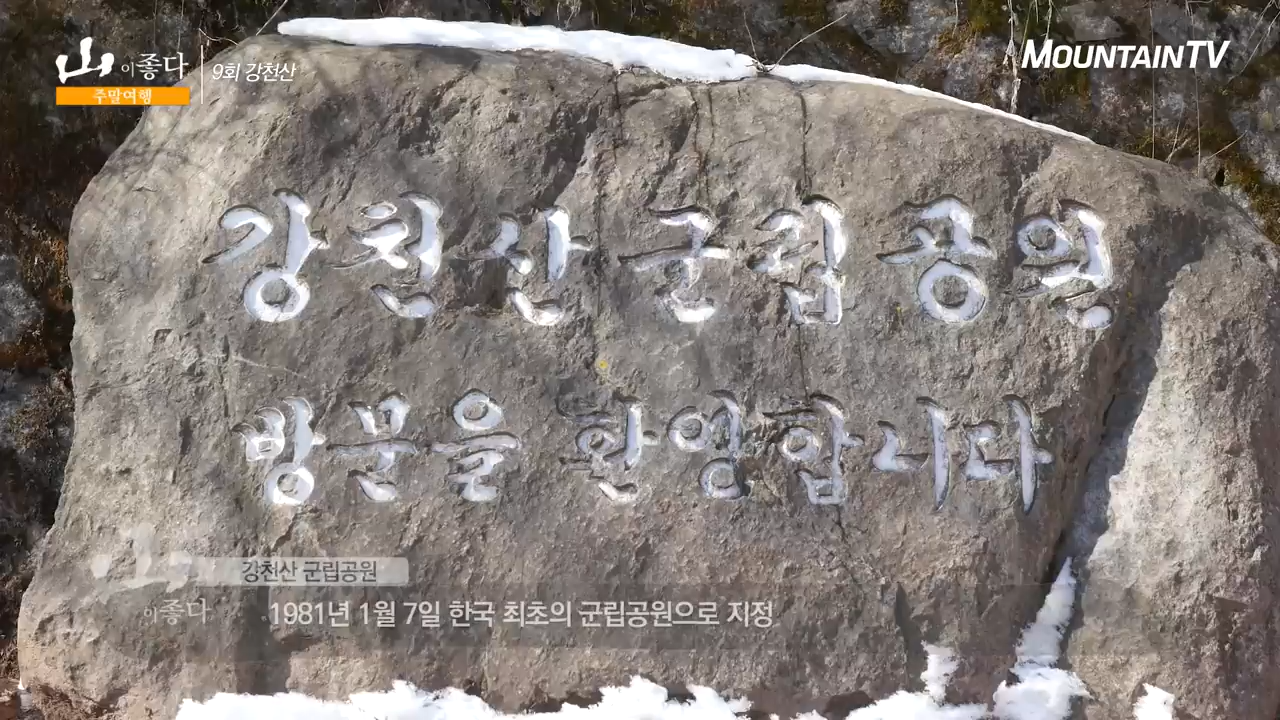 山이좋다
주말여행
9회 강천산
MOUNTAINTV
강천산 군립 공원
방문을 환영합니다
강천산 군립공원
山
이좋다
1981년 1월 7일 한국 최초의 군립공원으로 지정